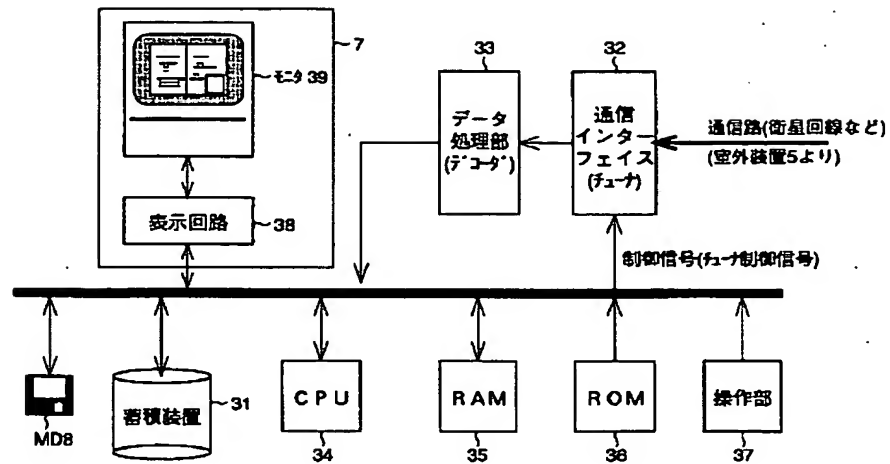 7
モニタ 39
表示回路
38
33
データ
処理部
(デコーダ)
32
通信
インター
フェイス
(チューナ)
通信路(衛星回線など)
(室外装置5より)
制御信号(チューナ制御信号)
MD8
蓄積装置
31
CPU
34
RAM
35
ROM
36
操作部
37